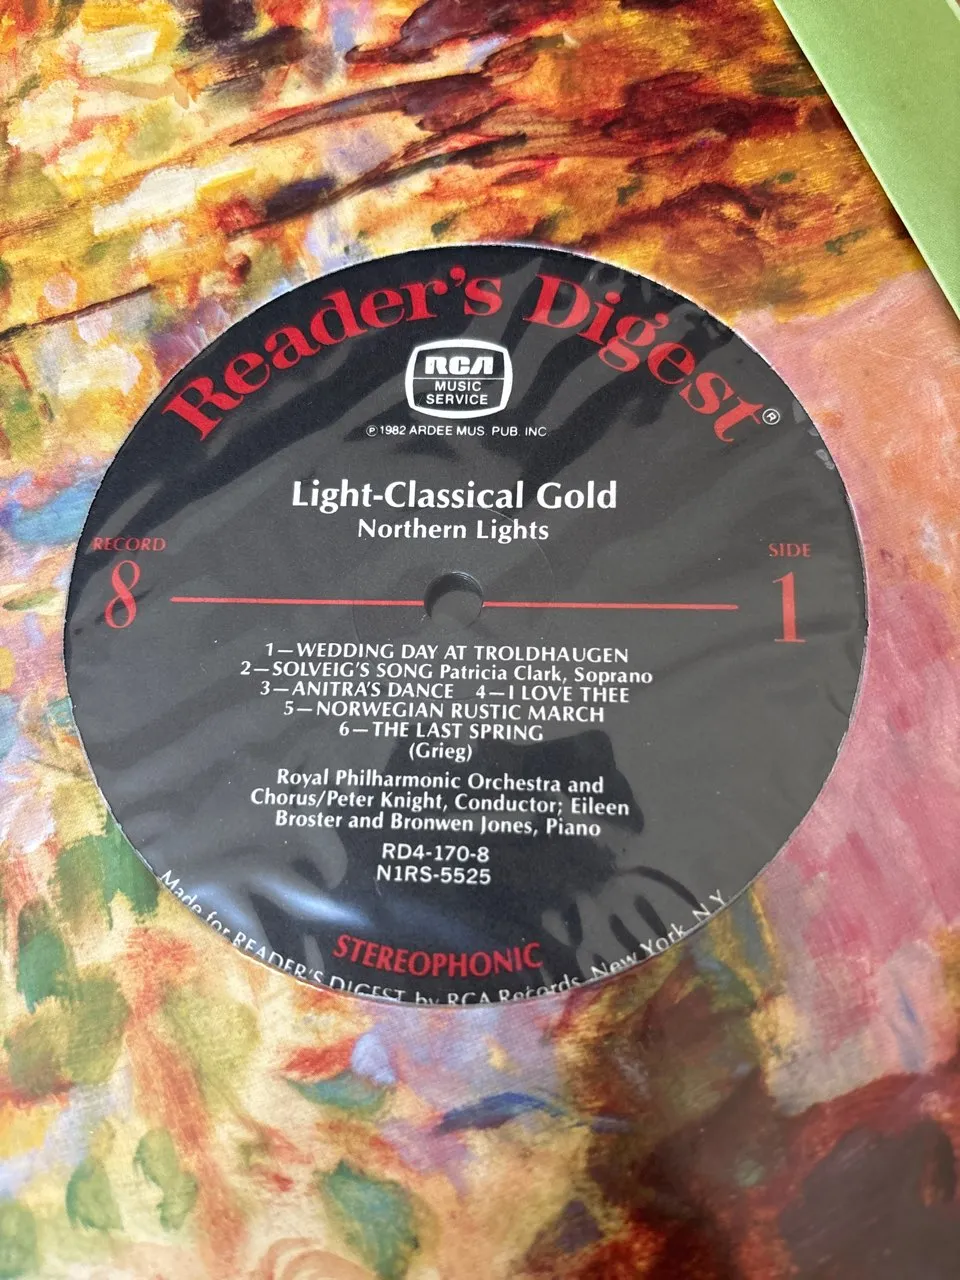 Reader's Digest®
RCA
MUSIC
SERVICE
℗1982 ARDEE MUS. PUB. INC.
Light-Classical Gold
Northern Lights
RECORD
8
SIDE
1
1—WEDDING DAY AT TROLDHAUGEN
2—SOLVEIG'S SONG Patricia Clark, Soprano
3—ANITRA'S DANCE 4—I LOVE THEE
5—NORWEGIAN RUSTIC MARCH
6—THE LAST SPRING
(Grieg)
Royal Philharmonic Orchestra and
Chorus/Peter Knight, Conductor; Eileen
Broster and Bronwen Jones, Piano
RD4-170-8
N1RS-5525
STEREOPHONIC
Made for READER'S DIGEST by RCA Records, New York, N.Y.